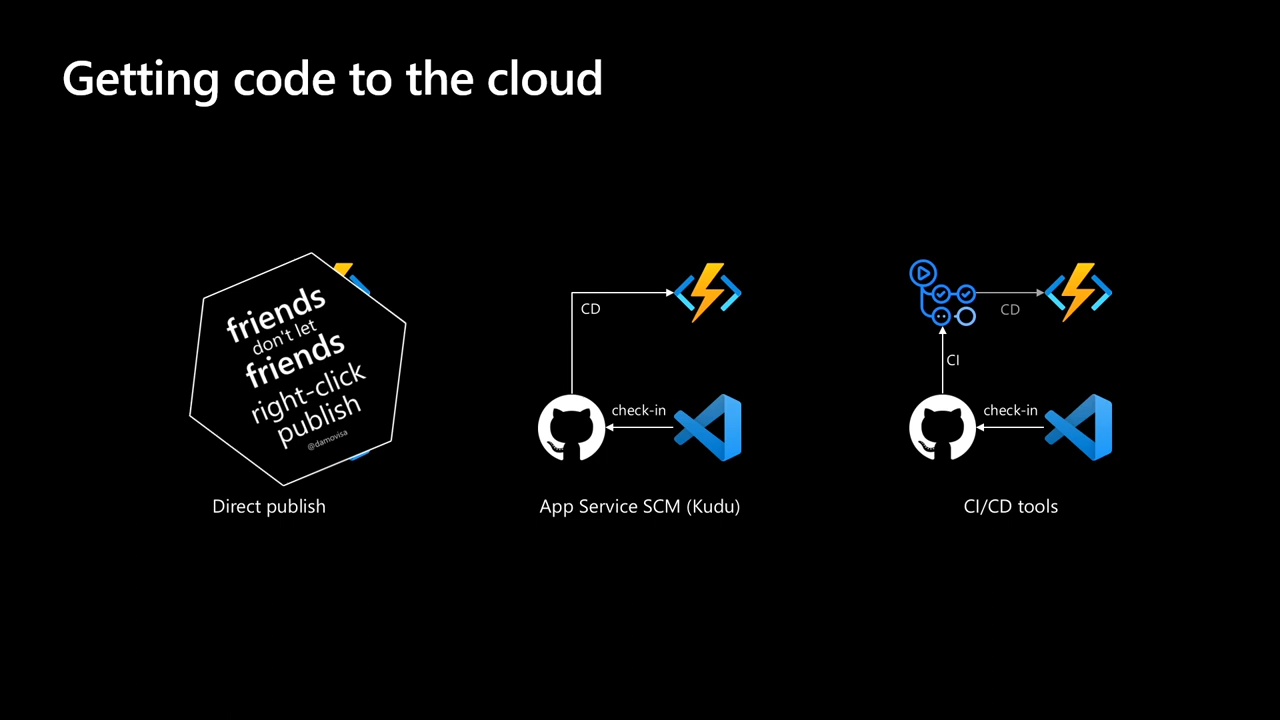 Getting code to the cloud
friends
don't let
friends
right-click
publish
@damovisa
Direct publish
CD
check-in
App Service SCM (Kudu)
CD
CI
check-in
CI/CD tools